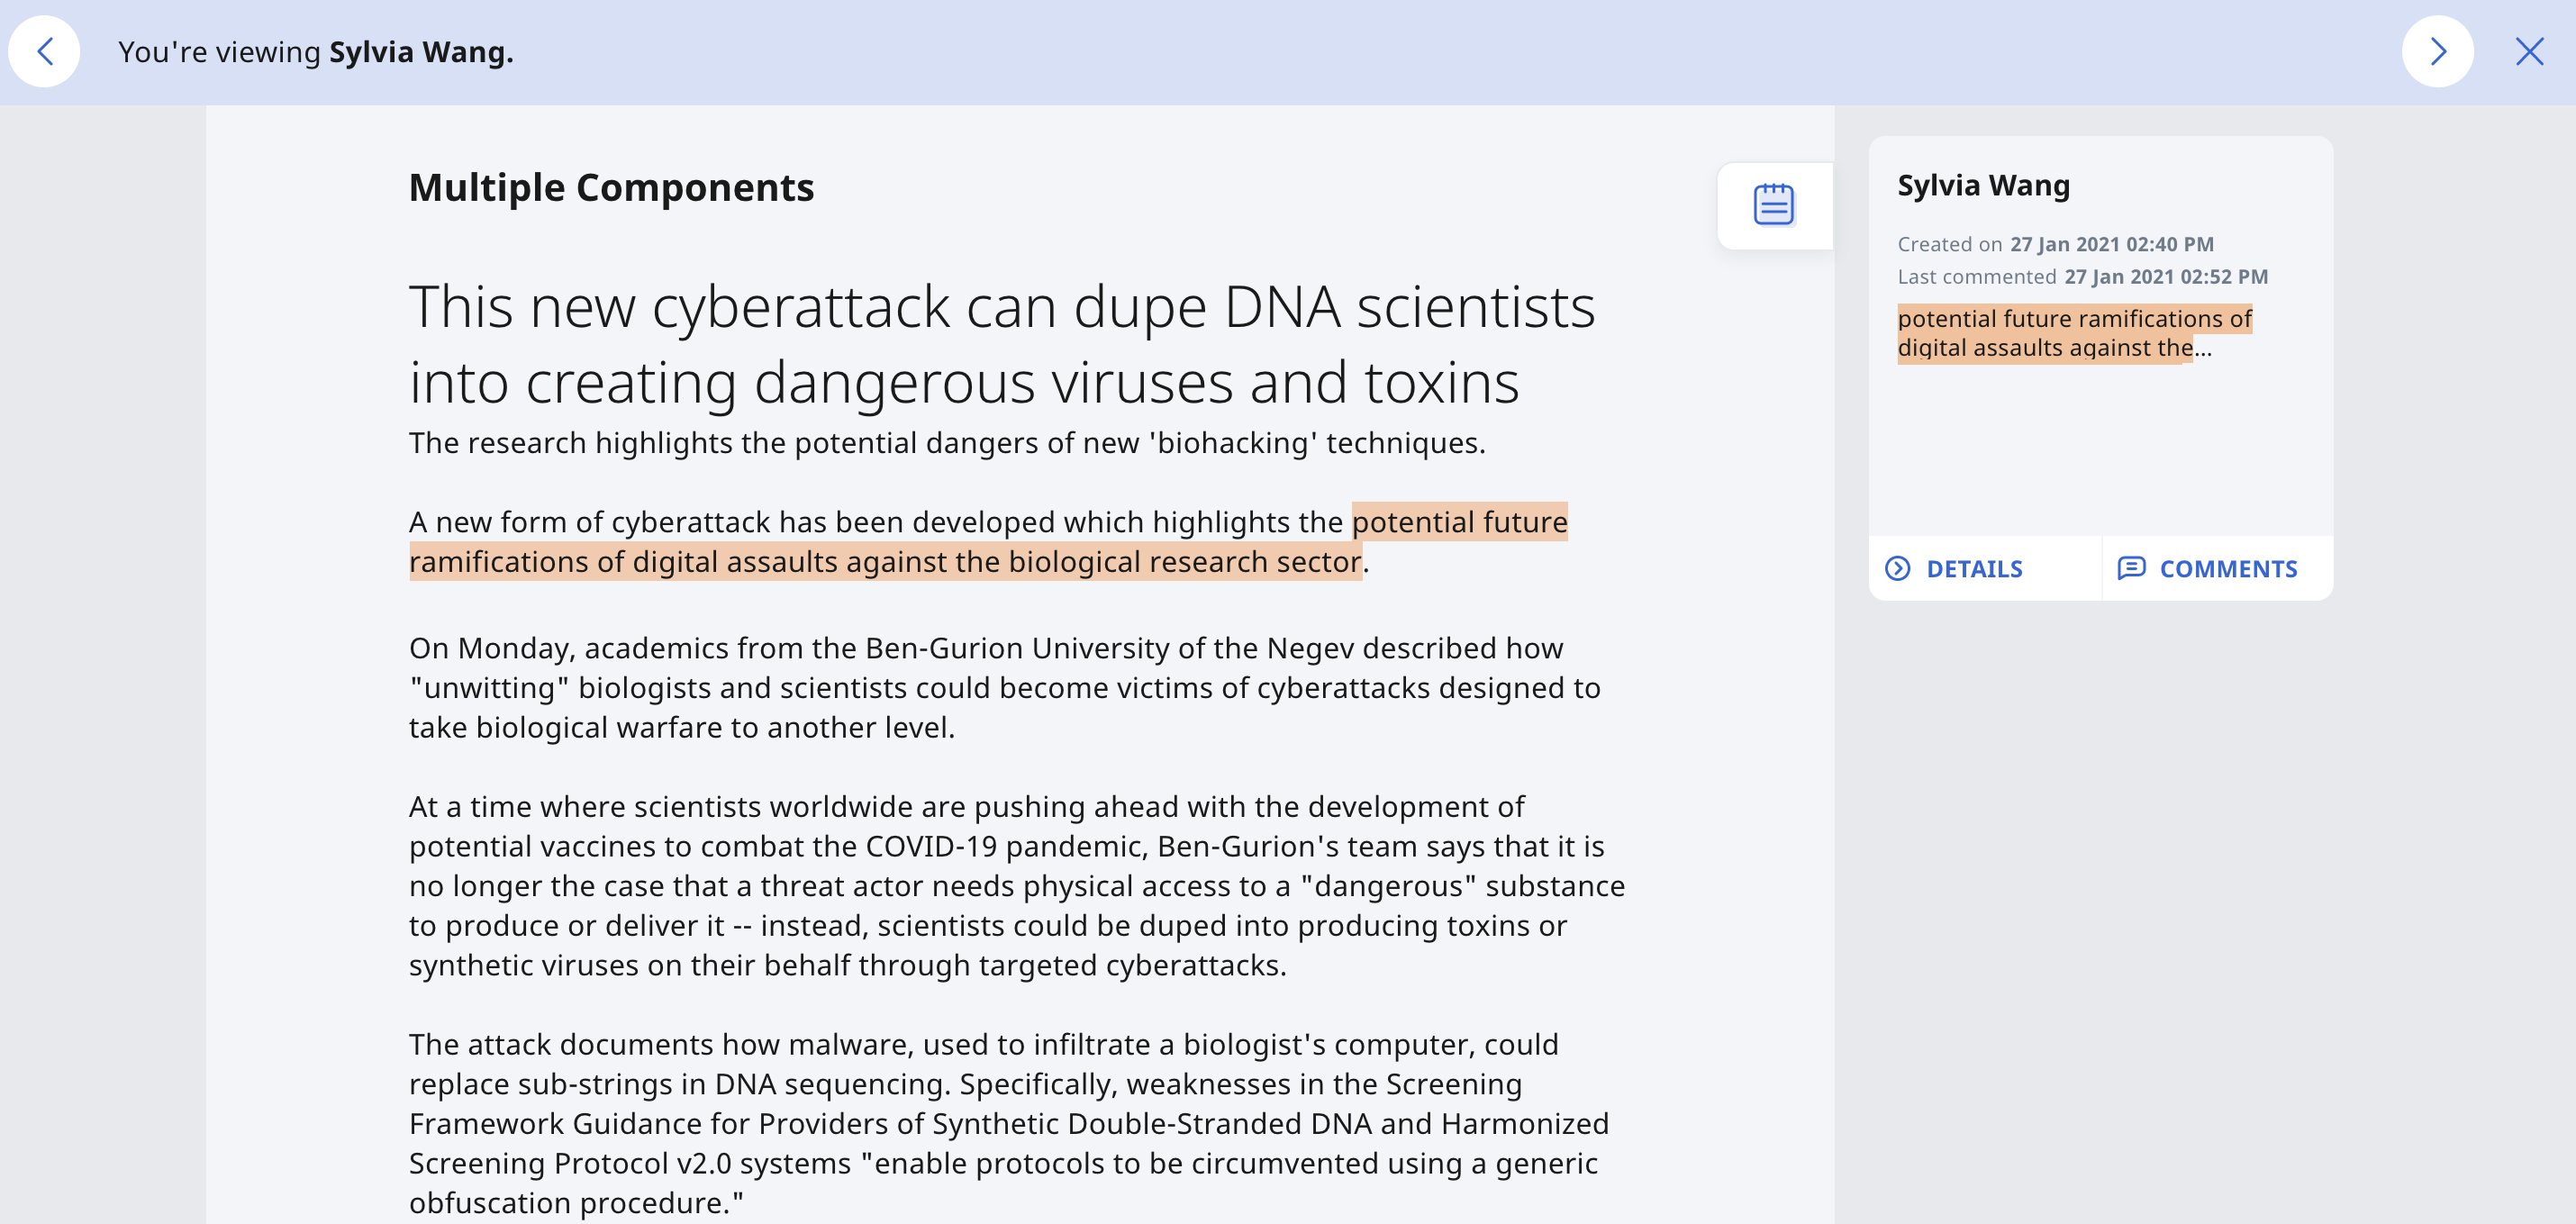 You're viewing Sylvia Wang.
Multiple Components
This new cyberattack can dupe DNA scientists
into creating dangerous viruses and toxins
The research highlights the potential dangers of new 'biohacking' techniques.
A new form of cyberattack has been developed which highlights the potential future
ramifications of digital assaults against the biological research sector.
On Monday, academics from the Ben-Gurion University of the Negev described how
"unwitting" biologists and scientists could become victims of cyberattacks designed to
take biological warfare to another level.
At a time where scientists worldwide are pushing ahead with the development of
potential vaccines to combat the COVID-19 pandemic, Ben-Gurion's team says that it is
no longer the case that a threat actor needs physical access to a "dangerous" substance
to produce or deliver it -- instead, scientists could be duped into producing toxins or
synthetic viruses on their behalf through targeted cyberattacks.
The attack documents how malware, used to infiltrate a biologist's computer, could
replace sub-strings in DNA sequencing. Specifically, weaknesses in the Screening
Framework Guidance for Providers of Synthetic Double-Stranded DNA and Harmonized
Screening Protocol v2.0 systems "enable protocols to be circumvented using a generic
obfuscation procedure."
Sylvia Wang
Created on 27 Jan 2021 02:40 PM
Last commented 27 Jan 2021 02:52 PM
potential future ramifications of
digital assaults against the...
DETAILS
COMMENTS